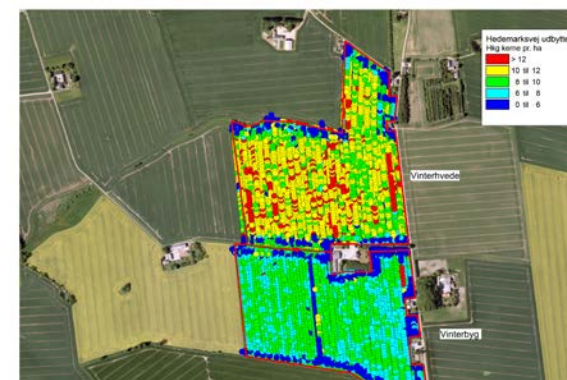 Hedemarksvej udbytte
Hkg kerne pr. ha
> 12
10 til 12
8 til 10
6 til 8
0 til 6
Vinterhvede
Vinterbyg